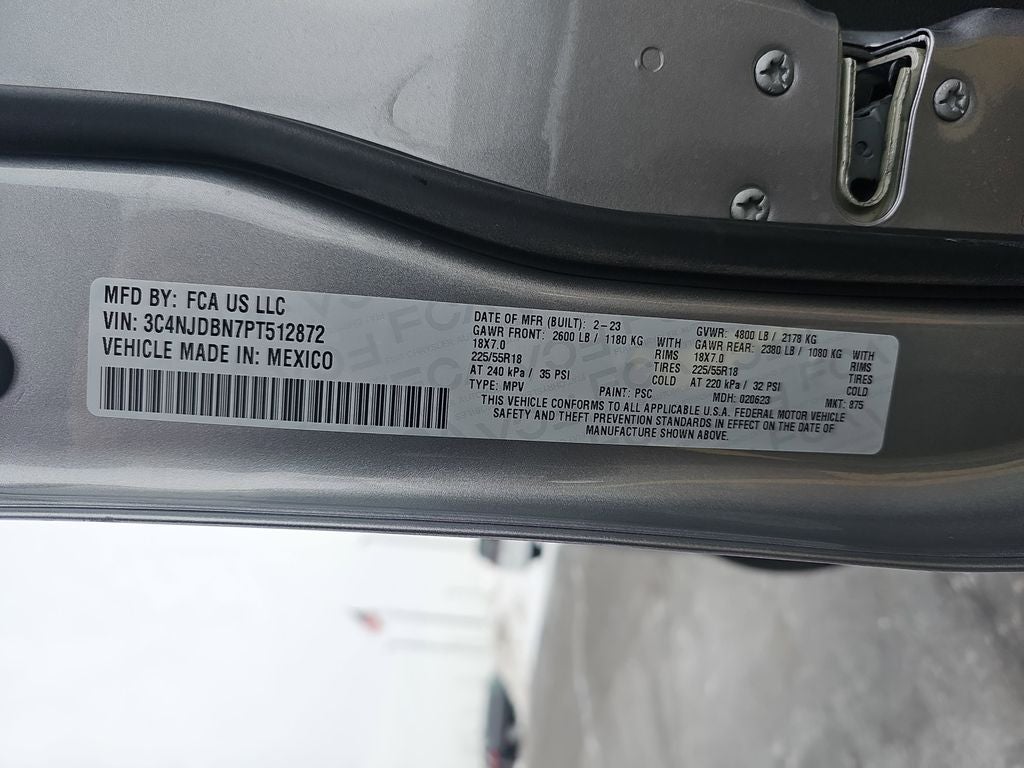 MFD BY: FCA US LLC
VIN: 3C4NJDBN7PT512872
VEHICLE MADE IN: MEXICO
DATE OF MFR (BUILT): 2-23 GVWR: 4800 LB / 2178 KG
GAWR FRONT: 2600 LB / 1180 KG WITH GAWR REAR: 2380 LB / 1080 KG WITH
18X7.0 RIMS 18X7.0 RIMS
225/55R18 TIRES 225/55R18 TIRES
AT 240 kPa / 35 PSI COLD AT 220 kPa / 32 PSI COLD
TYPE: MPV PAINT: PSC MDH: 020623 MKT: 875
THIS VEHICLE CONFORMS TO ALL APPLICABLE U.S.A. FEDERAL MOTOR VEHICLE
SAFETY AND THEFT PREVENTION STANDARDS IN EFFECT ON THE DATE OF
MANUFACTURE SHOWN ABOVE.